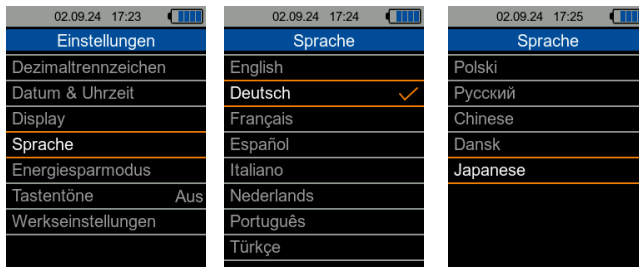 02.09.24 17:23
Einstellungen
Dezimaltrennzeichen
Datum & Uhrzeit
Display
Sprache
Energiesparmodus
Tastentöne Aus
Werkseinstellungen
02.09.24 17:24
Sprache
English
Deutsch
Français
Español
Italiano
Nederlands
Português
Türkçe
02.09.24 17:25
Sprache
Polski
Русский
Chinese
Dansk
Japanese